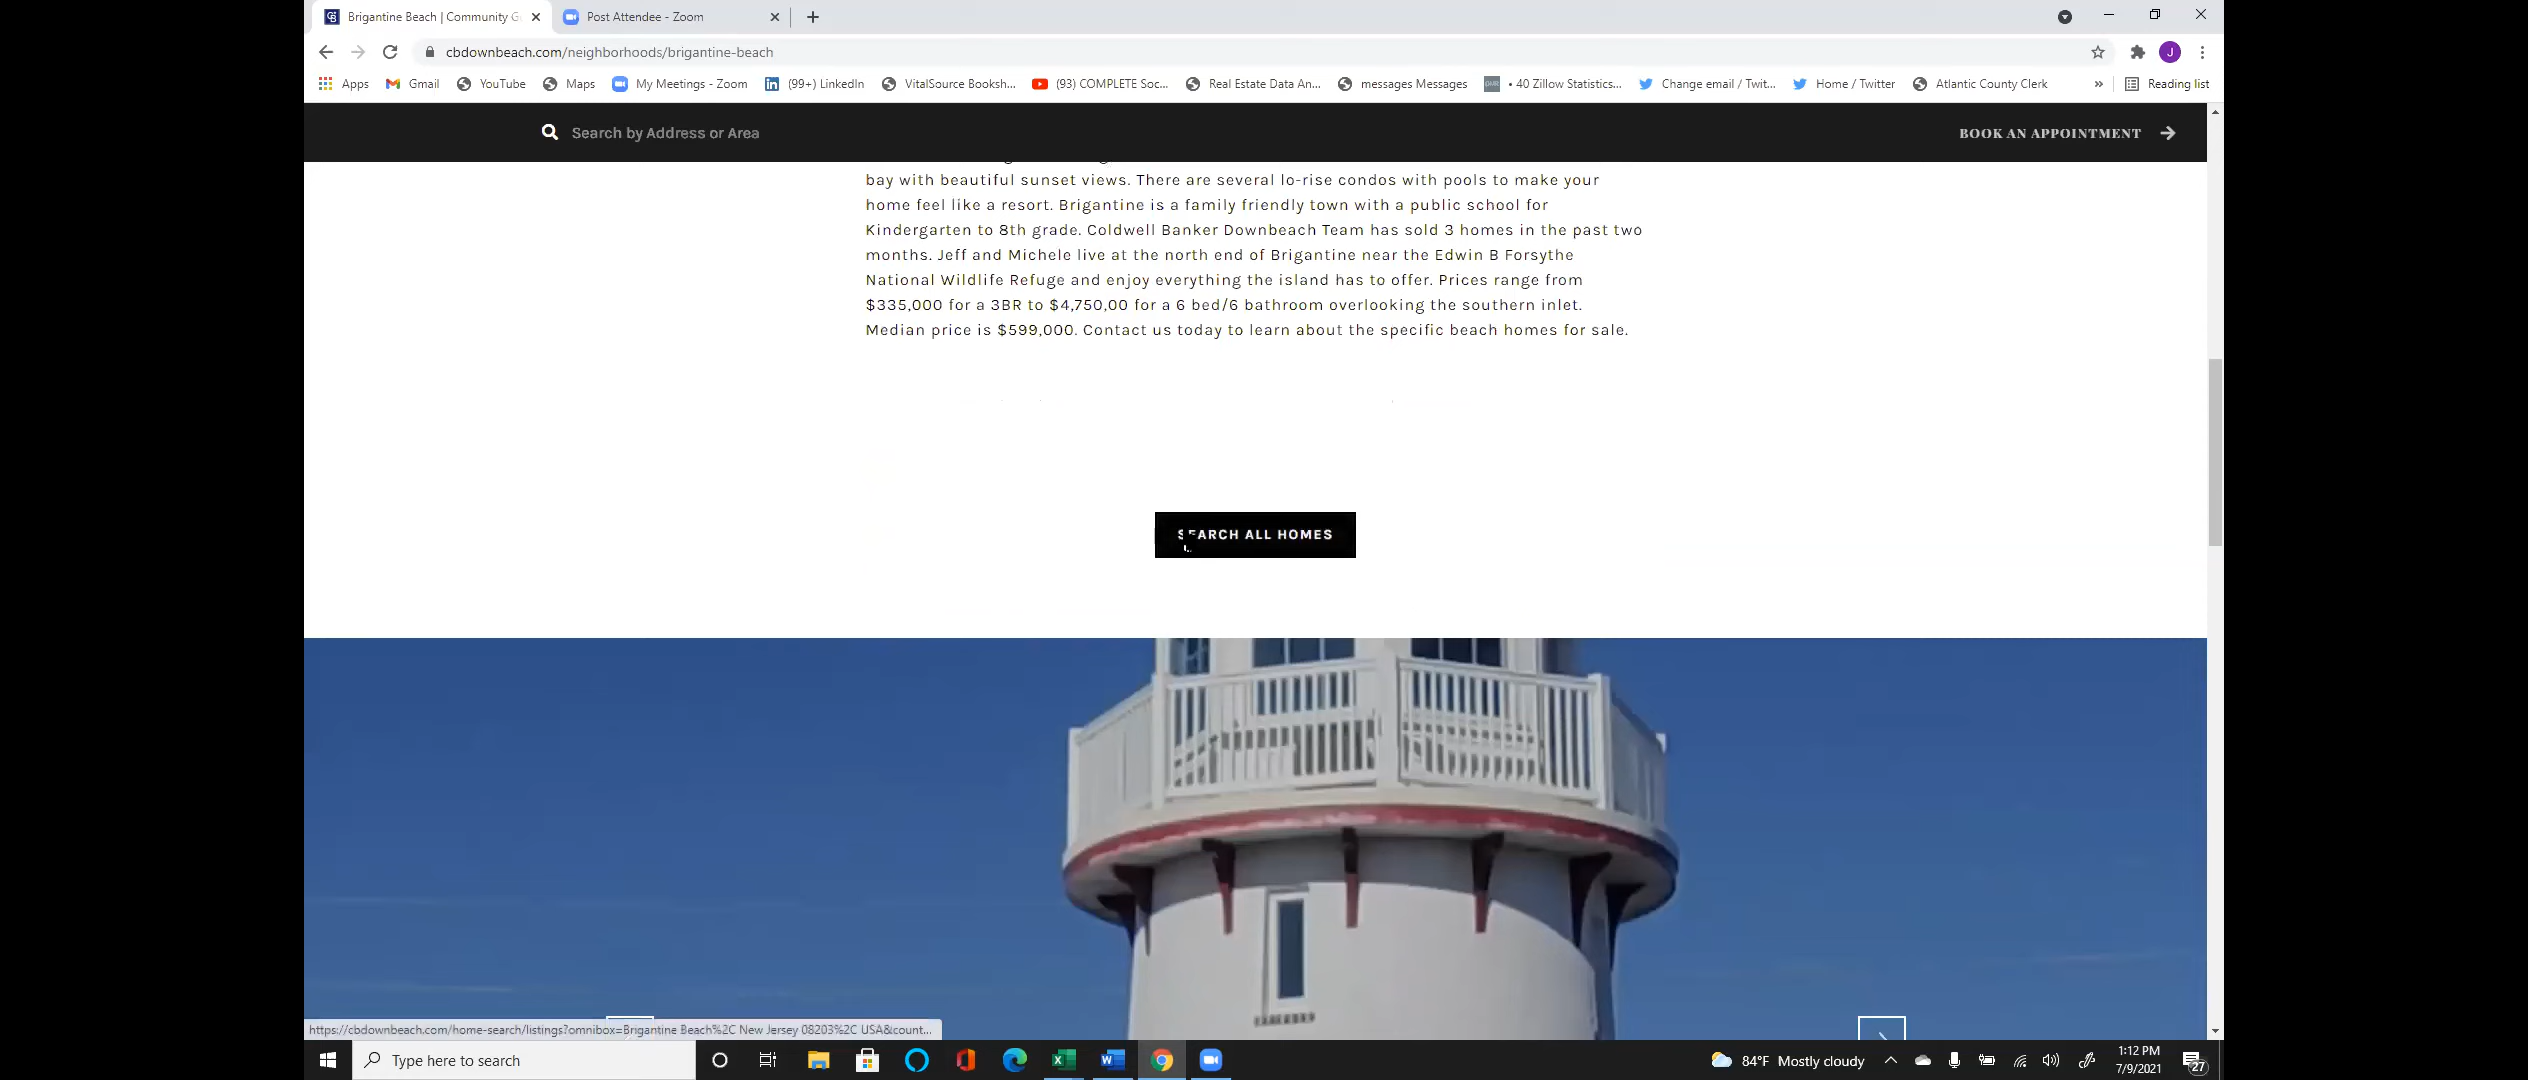 Brigantine Beach | Community G
Post Attendee - Zoom
cbdownbeach.com/neighborhoods/brigantine-beach
Apps
Gmail
YouTube
Maps
My Meetings - Zoom
(99+) LinkedIn
VitalSource Booksh...
(93) COMPLETE Soc...
Real Estate Data An...
messages Messages
• 40 Zillow Statistics...
Change email / Twit...
Home / Twitter
Atlantic County Clerk
»
Reading list
Search by Address or Area
BOOK AN APPOINTMENT
bay with beautiful sunset views. There are several lo-rise condos with pools to make your
home feel like a resort. Brigantine is a family friendly town with a public school for
Kindergarten to 8th grade. Coldwell Banker Downbeach Team has sold 3 homes in the past two
months. Jeff and Michele live at the north end of Brigantine near the Edwin B Forsythe
National Wildlife Refuge and enjoy everything the island has to offer. Prices range from
$335,000 for a 3BR to $4,750,00 for a 6 bed/6 bathroom overlooking the southern inlet.
Median price is $599,000. Contact us today to learn about the specific beach homes for sale.
SEARCH ALL HOMES
https://cbdownbeach.com/home-search/listings?omnibox=Brigantine Beach%2C New Jersey 08203%2C USA&count...
Type here to search
84°F Mostly cloudy
1:12 PM
7/9/2021
27